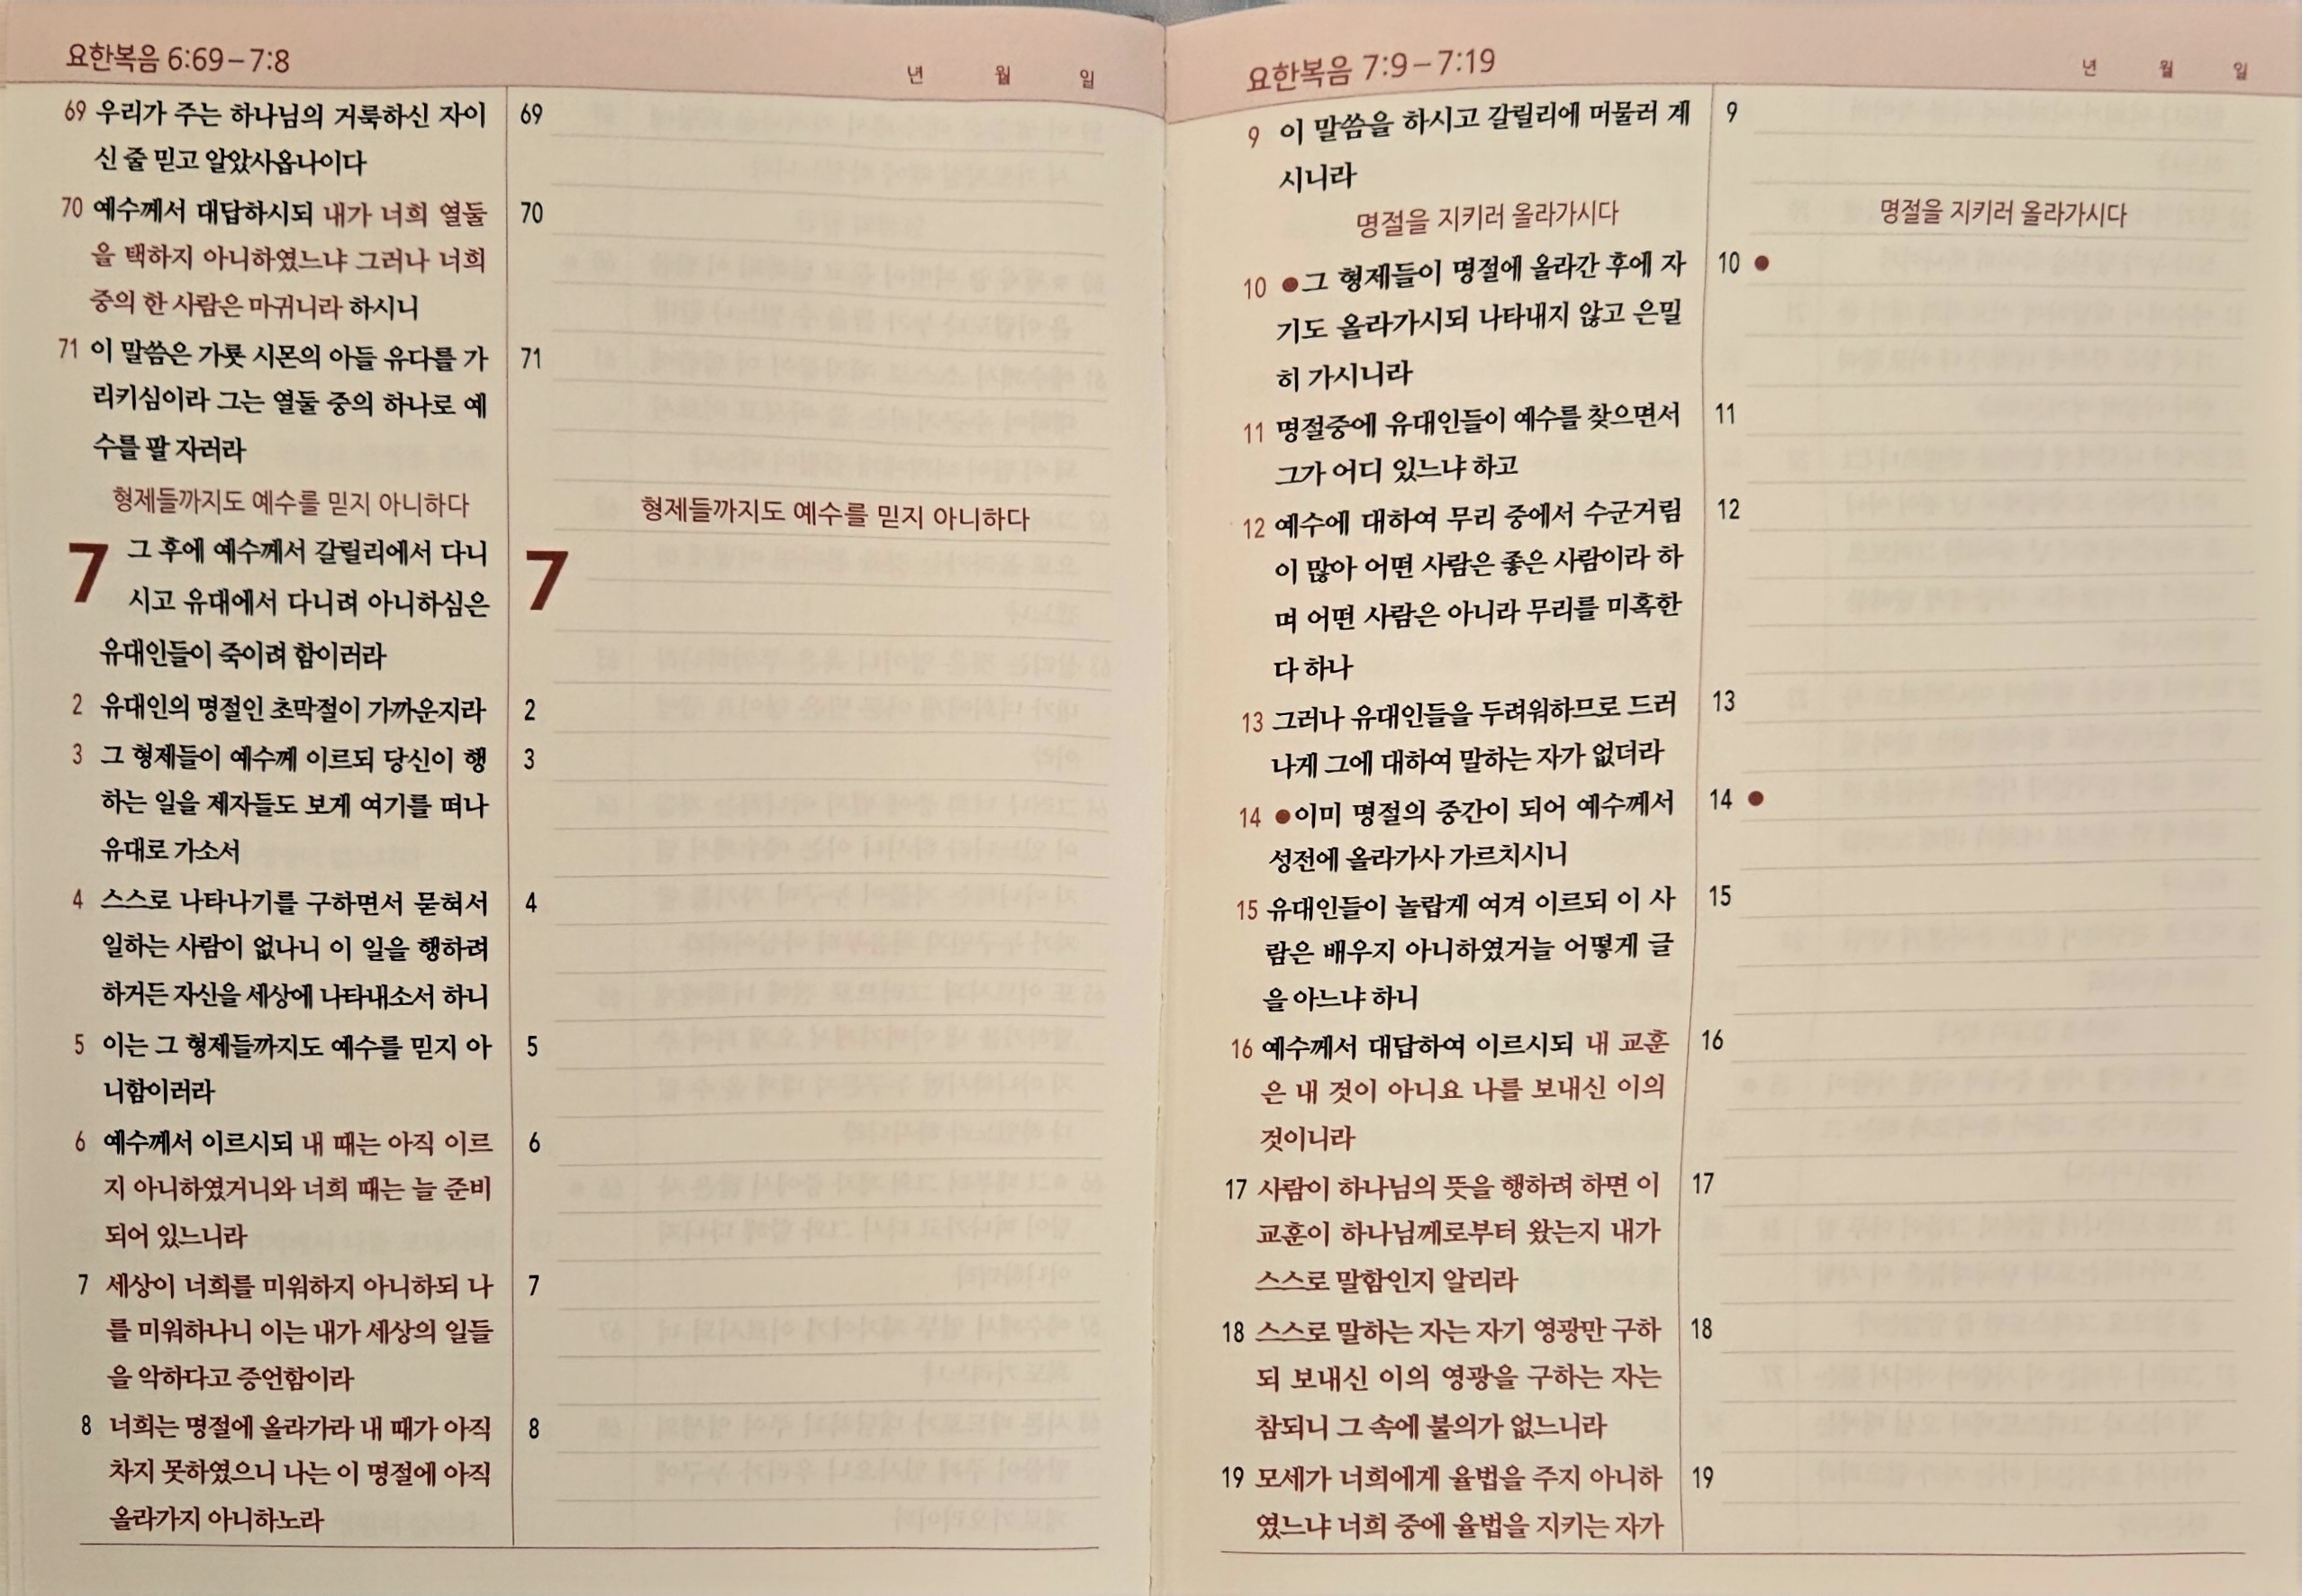 요한복음 6:69–7:8
년 월 일
69 우리가 주는 하나님의 거룩하신 자이
신 줄 믿고 알았사옵나이다
70 예수께서 대답하시되 내가 너희 열둘
을 택하지 아니하였느냐 그러나 너희
중의 한 사람은 마귀니라 하시니
71 이 말씀은 가룟 시몬의 아들 유다를 가
리키심이라 그는 열둘 중의 하나로 예
수를 팔 자러라
형제들까지도 예수를 믿지 아니하다
7 그 후에 예수께서 갈릴리에서 다니
시고 유대에서 다니려 아니하심은
유대인들이 죽이려 함이러라
2 유대인의 명절인 초막절이 가까운지라
3 그 형제들이 예수께 이르되 당신이 행
하는 일을 제자들도 보게 여기를 떠나
유대로 가소서
4 스스로 나타나기를 구하면서 묻혀서
일하는 사람이 없나니 이 일을 행하려
하거든 자신을 세상에 나타내소서 하니
5 이는 그 형제들까지도 예수를 믿지 아
니함이러라
6 예수께서 이르시되 내 때는 아직 이르
지 아니하였거니와 너희 때는 늘 준비
되어 있느니라
7 세상이 너희를 미워하지 아니하되 나
를 미워하나니 이는 내가 세상의 일들
을 악하다고 증언함이라
8 너희는 명절에 올라가라 내 때가 아직
차지 못하였으니 나는 이 명절에 아직
올라가지 아니하노라
69
70
71
형제들까지도 예수를 믿지 아니하다
7
2
3
4
5
6
7
8
요한복음 7:9–7:19
년 월 일
9 이 말씀을 하시고 갈릴리에 머물러 계
시니라
명절을 지키러 올라가시다
10 ●그 형제들이 명절에 올라간 후에 자
기도 올라가시되 나타내지 않고 은밀
히 가시니라
11 명절중에 유대인들이 예수를 찾으면서
그가 어디 있느냐 하고
12 예수에 대하여 무리 중에서 수군거림
이 많아 어떤 사람은 좋은 사람이라 하
며 어떤 사람은 아니라 무리를 미혹한
다 하나
13 그러나 유대인들을 두려워하므로 드러
나게 그에 대하여 말하는 자가 없더라
14 ●이미 명절의 중간이 되어 예수께서
성전에 올라가사 가르치시니
15 유대인들이 놀랍게 여겨 이르되 이 사
람은 배우지 아니하였거늘 어떻게 글
을 아느냐 하니
16 예수께서 대답하여 이르시되 내 교훈
은 내 것이 아니요 나를 보내신 이의
것이니라
17 사람이 하나님의 뜻을 행하려 하면 이
교훈이 하나님께로부터 왔는지 내가
스스로 말함인지 알리라
18 스스로 말하는 자는 자기 영광만 구하
되 보내신 이의 영광을 구하는 자는
참되니 그 속에 불의가 없느니라
19 모세가 너희에게 율법을 주지 아니하
였느냐 너희 중에 율법을 지키는 자가
9
명절을 지키러 올라가시다
10 ●
11
12
13
14 ●
15
16
17
18
19